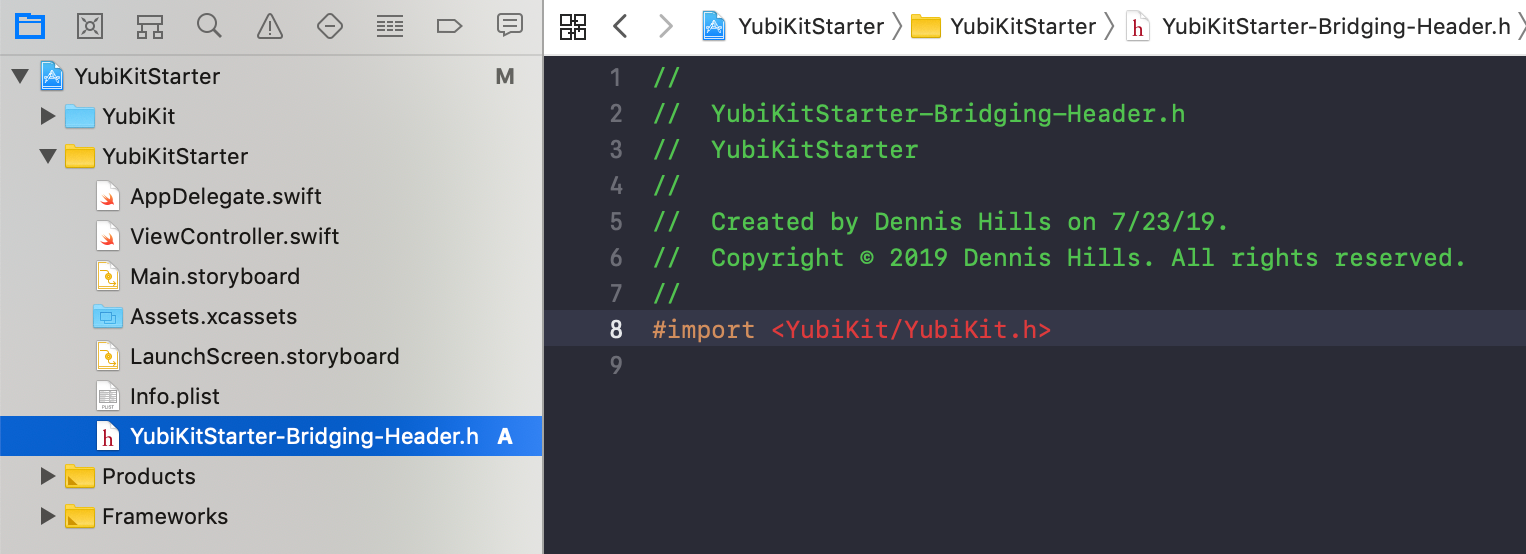 YubiKitStarter M
YubiKit
YubiKitStarter
AppDelegate.swift
ViewController.swift
Main.storyboard
Assets.xcassets
LaunchScreen.storyboard
Info.plist
h YubiKitStarter-Bridging-Header.h A
Products
Frameworks
YubiKitStarter YubiKitStarter h YubiKitStarter-Bridging-Header.h
1 //
2 //  YubiKitStarter-Bridging-Header.h
3 //  YubiKitStarter
4 //
5 //  Created by Dennis Hills on 7/23/19.
6 //  Copyright © 2019 Dennis Hills. All rights reserved.
7 //
8 #import <YubiKit/YubiKit.h>
9